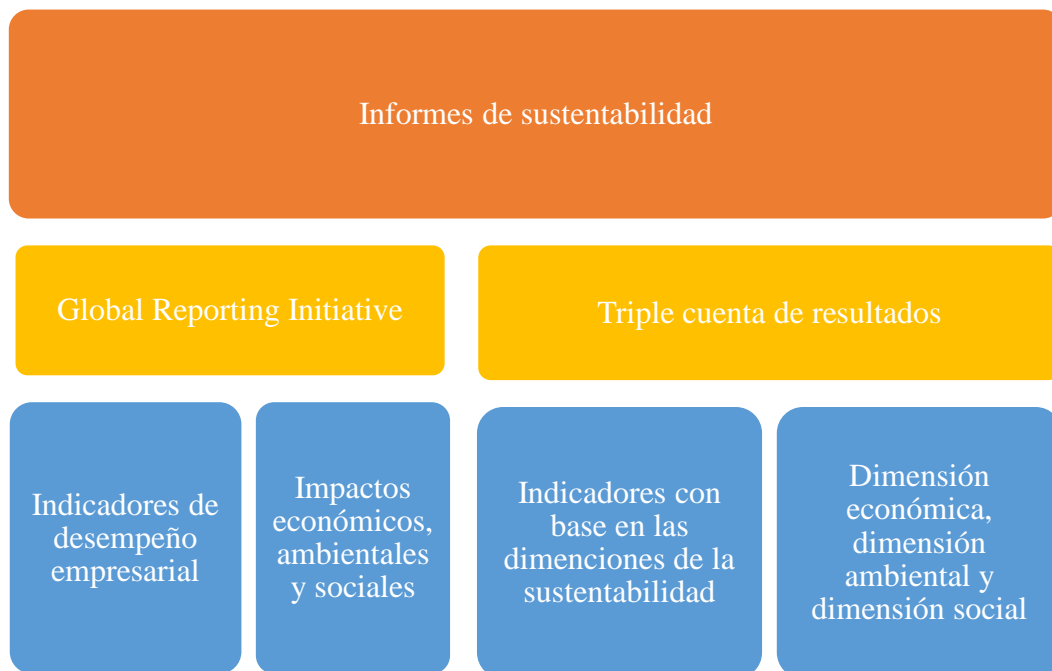 Informes de sustentabilidad
Global Reporting Initiative
Triple cuenta de resultados
Indicadores de
desempeño
empresarial
Impactos
económicos,
ambientales
y sociales
Indicadores con
base en las
dimenciones de la
sustentabilidad
Dimensión
económica,
dimensión
ambiental y
dimensión social